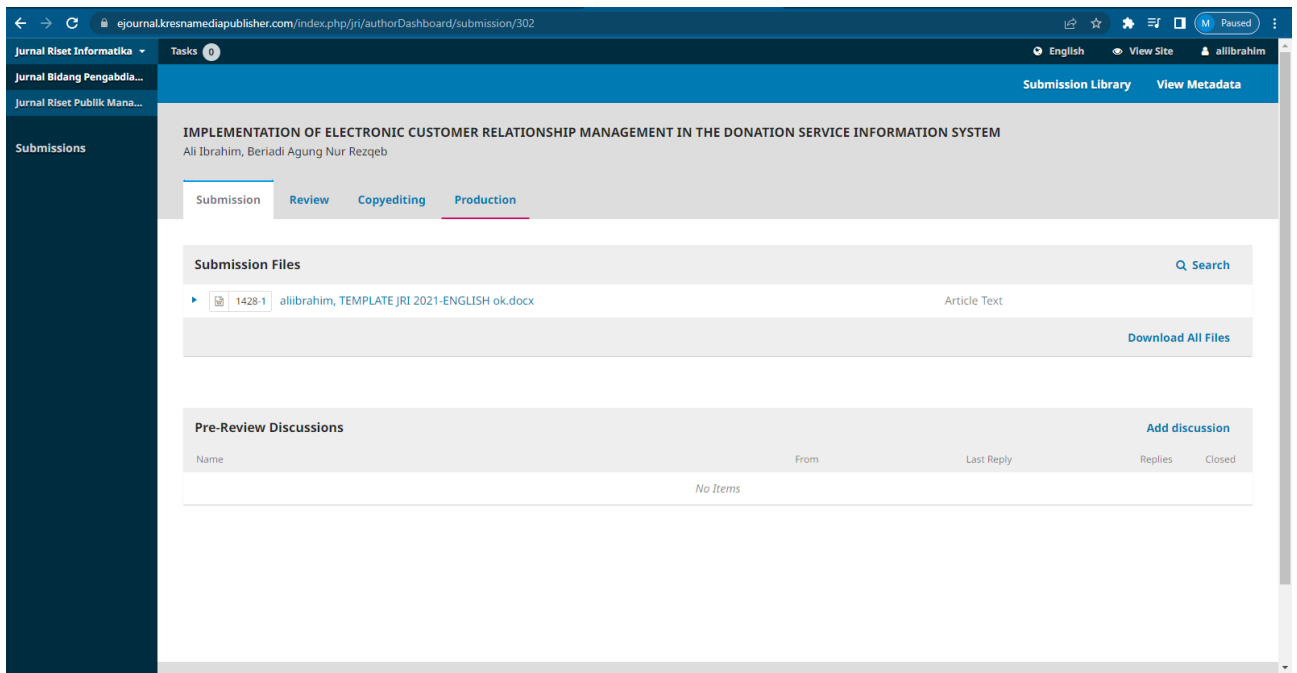 ejournal.kresnamediapublisher.com/index.php/jri/authorDashboard/submission/302
M Paused
Jurnal Riset Informatika
Tasks 0
English View Site aliibrahim
Jurnal Bidang Pengabdia...
Jurnal Riset Publik Mana...
Submission Library View Metadata
Submissions
IMPLEMENTATION OF ELECTRONIC CUSTOMER RELATIONSHIP MANAGEMENT IN THE DONATION SERVICE INFORMATION SYSTEM
Ali Ibrahim, Beriadi Agung Nur Rezqeb
Submission Review Copyediting Production
Submission Files
Search
1428-1 aliibrahim, TEMPLATE JRI 2021-ENGLISH ok.docx Article Text
Download All Files
Pre-Review Discussions
Add discussion
Name From Last Reply Replies Closed
No Items